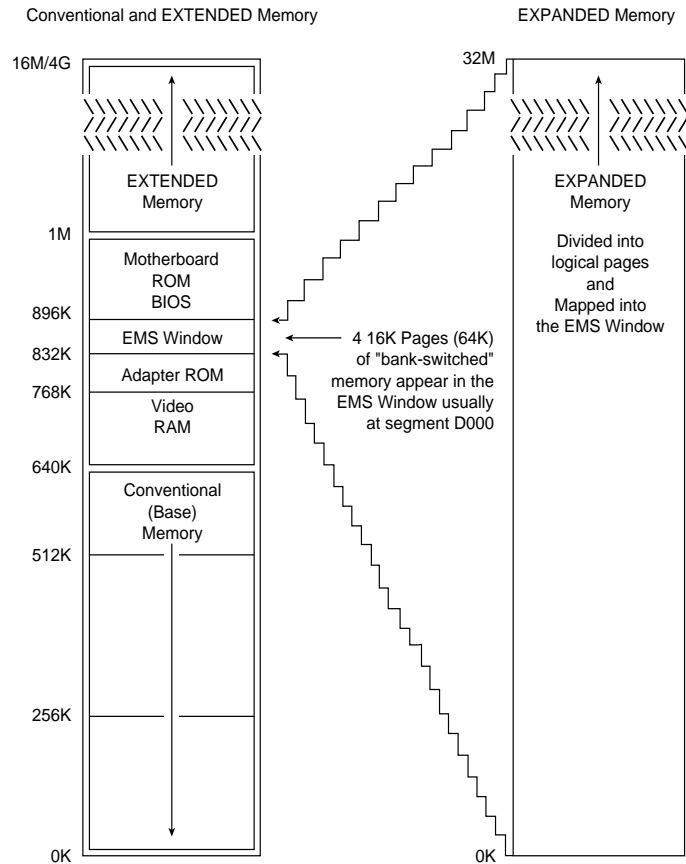 Conventional and EXTENDED Memory
16M/4G
EXTENDED
Memory
1M
Motherboard
ROM
BIOS
896K
EMS Window
832K
Adapter ROM
768K
Video
RAM
640K
Conventional
(Base)
Memory
512K
256K
0K
4 16K Pages (64K)
of "bank-switched"
memory appear in the
EMS Window usually
at segment D000
EXPANDED Memory
32M
EXPANDED
Memory
Divided into
logical pages
and
Mapped into
the EMS Window
0K